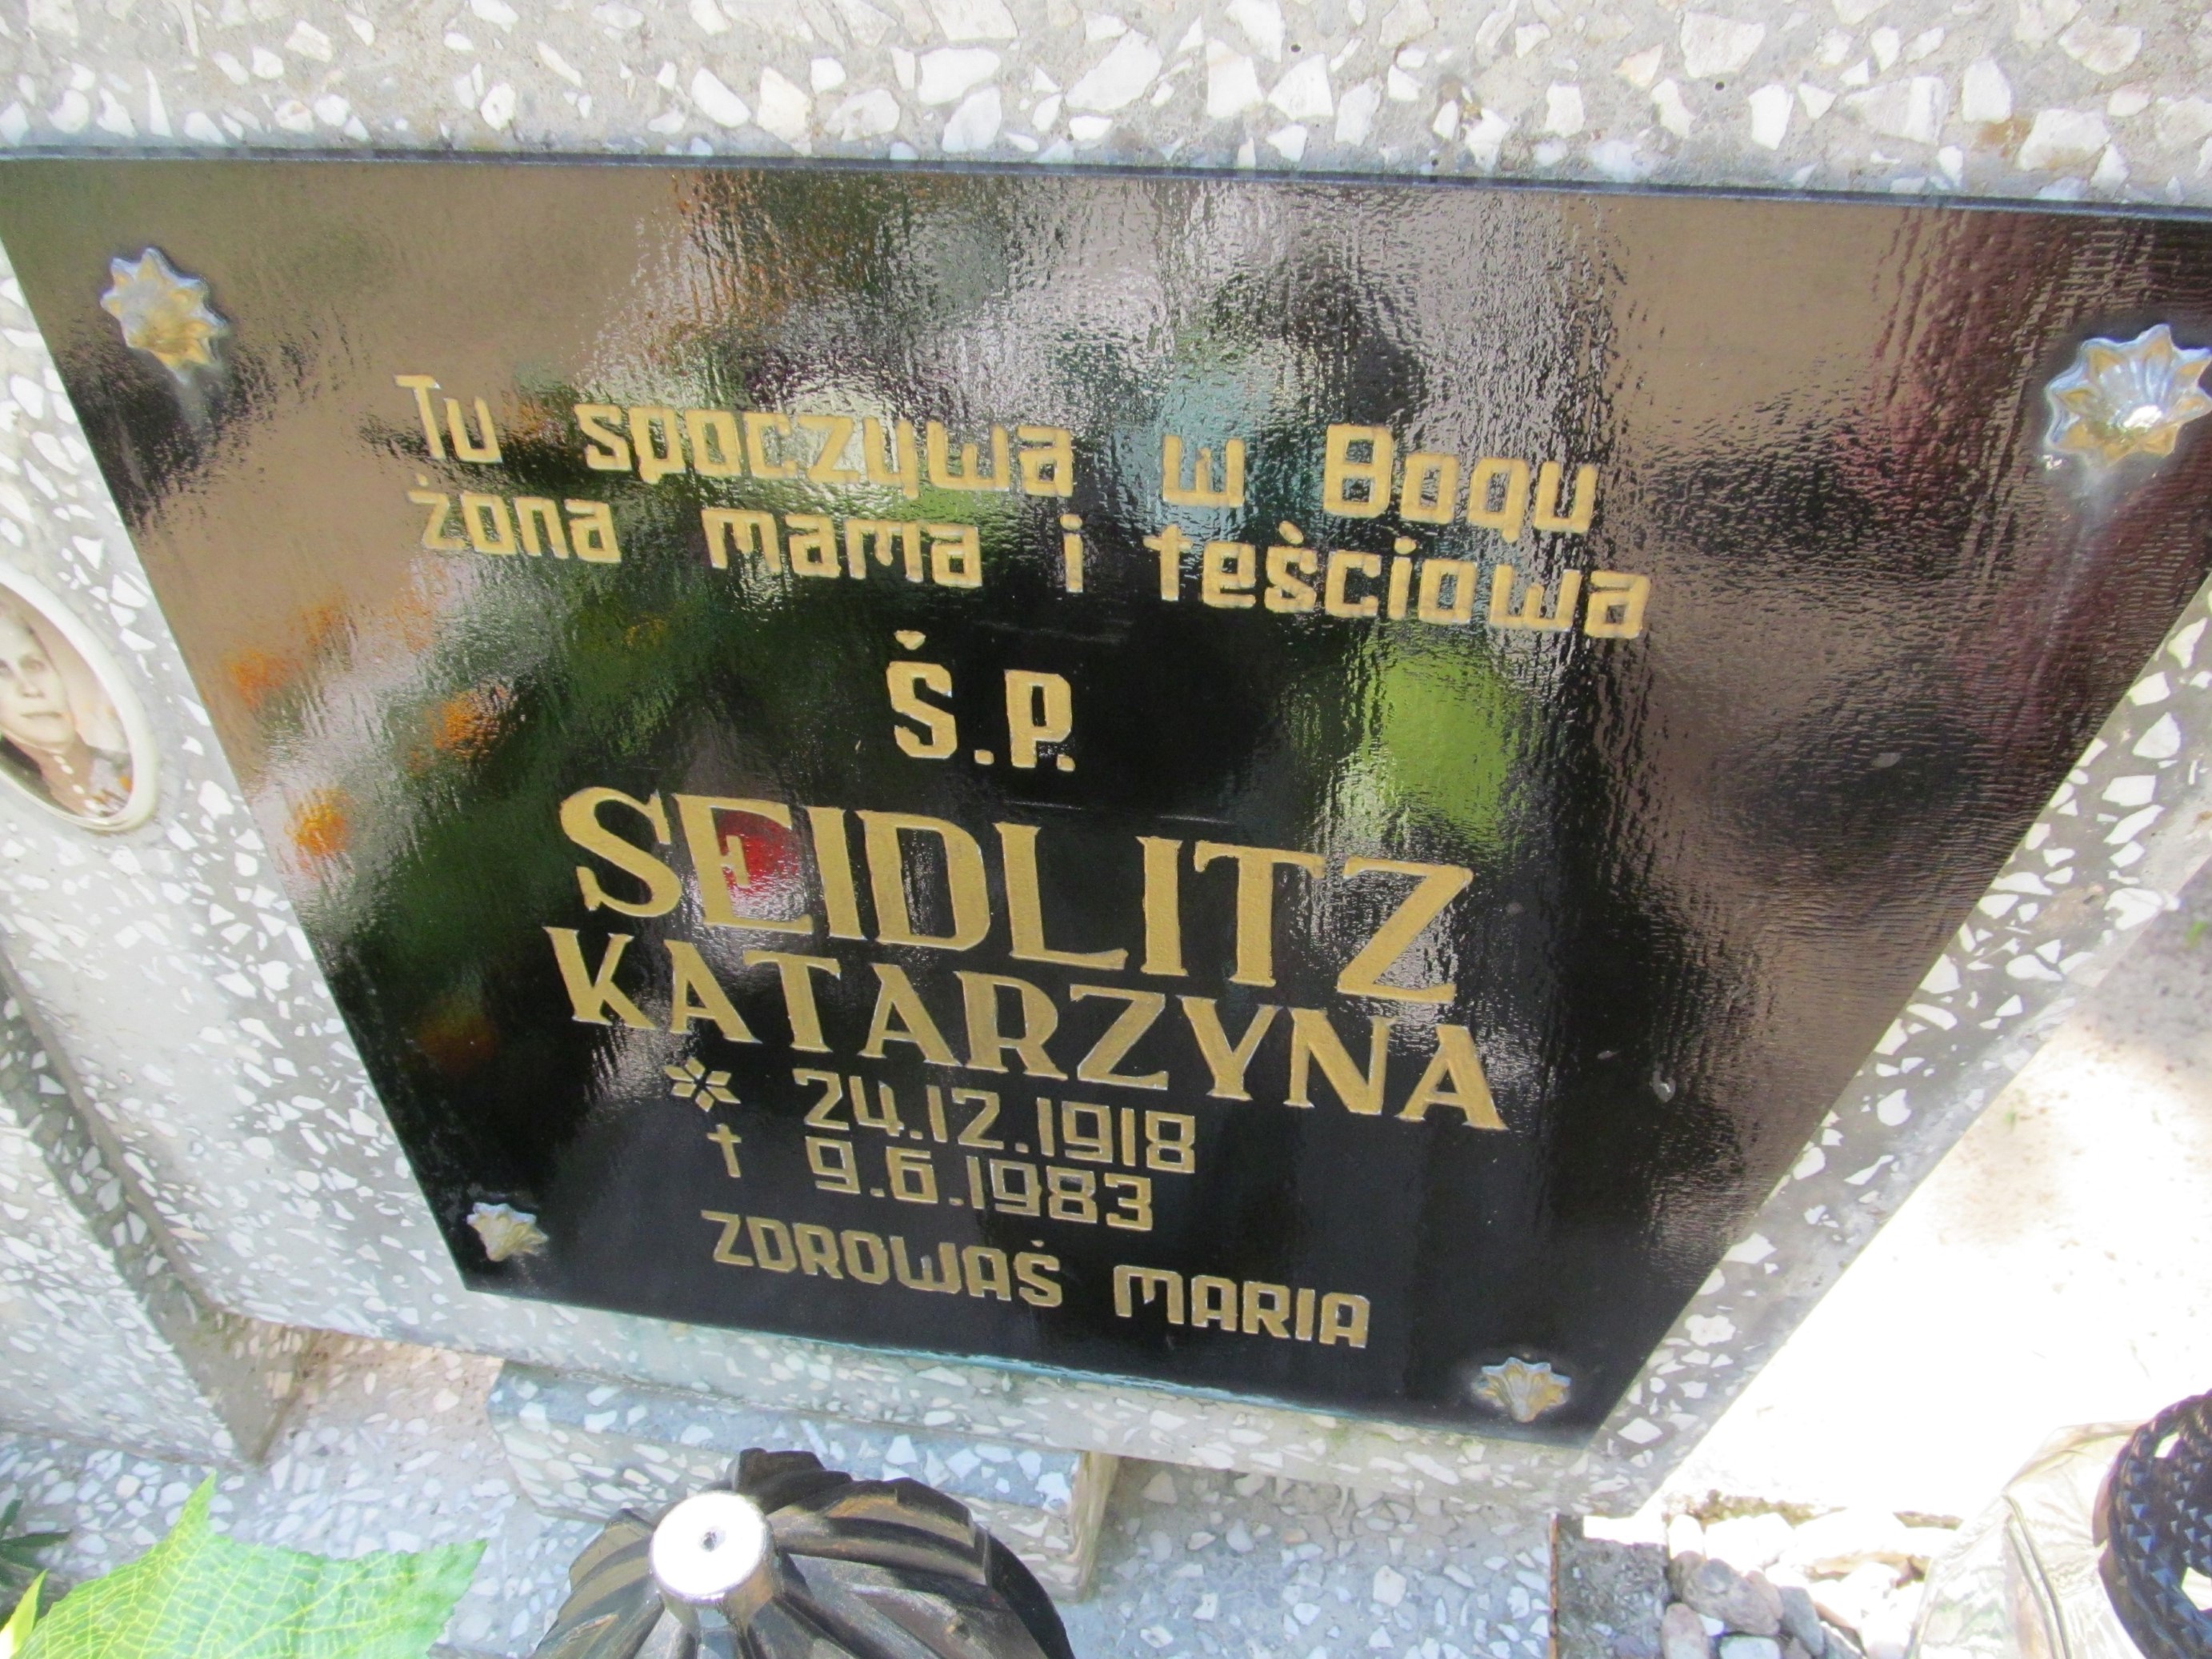 Tu spoczywa w Bogu
żona mama i teściowa
Ś.P.
SEIDLITZ
KATARZYNA
* 24.12.1918
† 9.6.1983
ZDROWAŚ MARIA